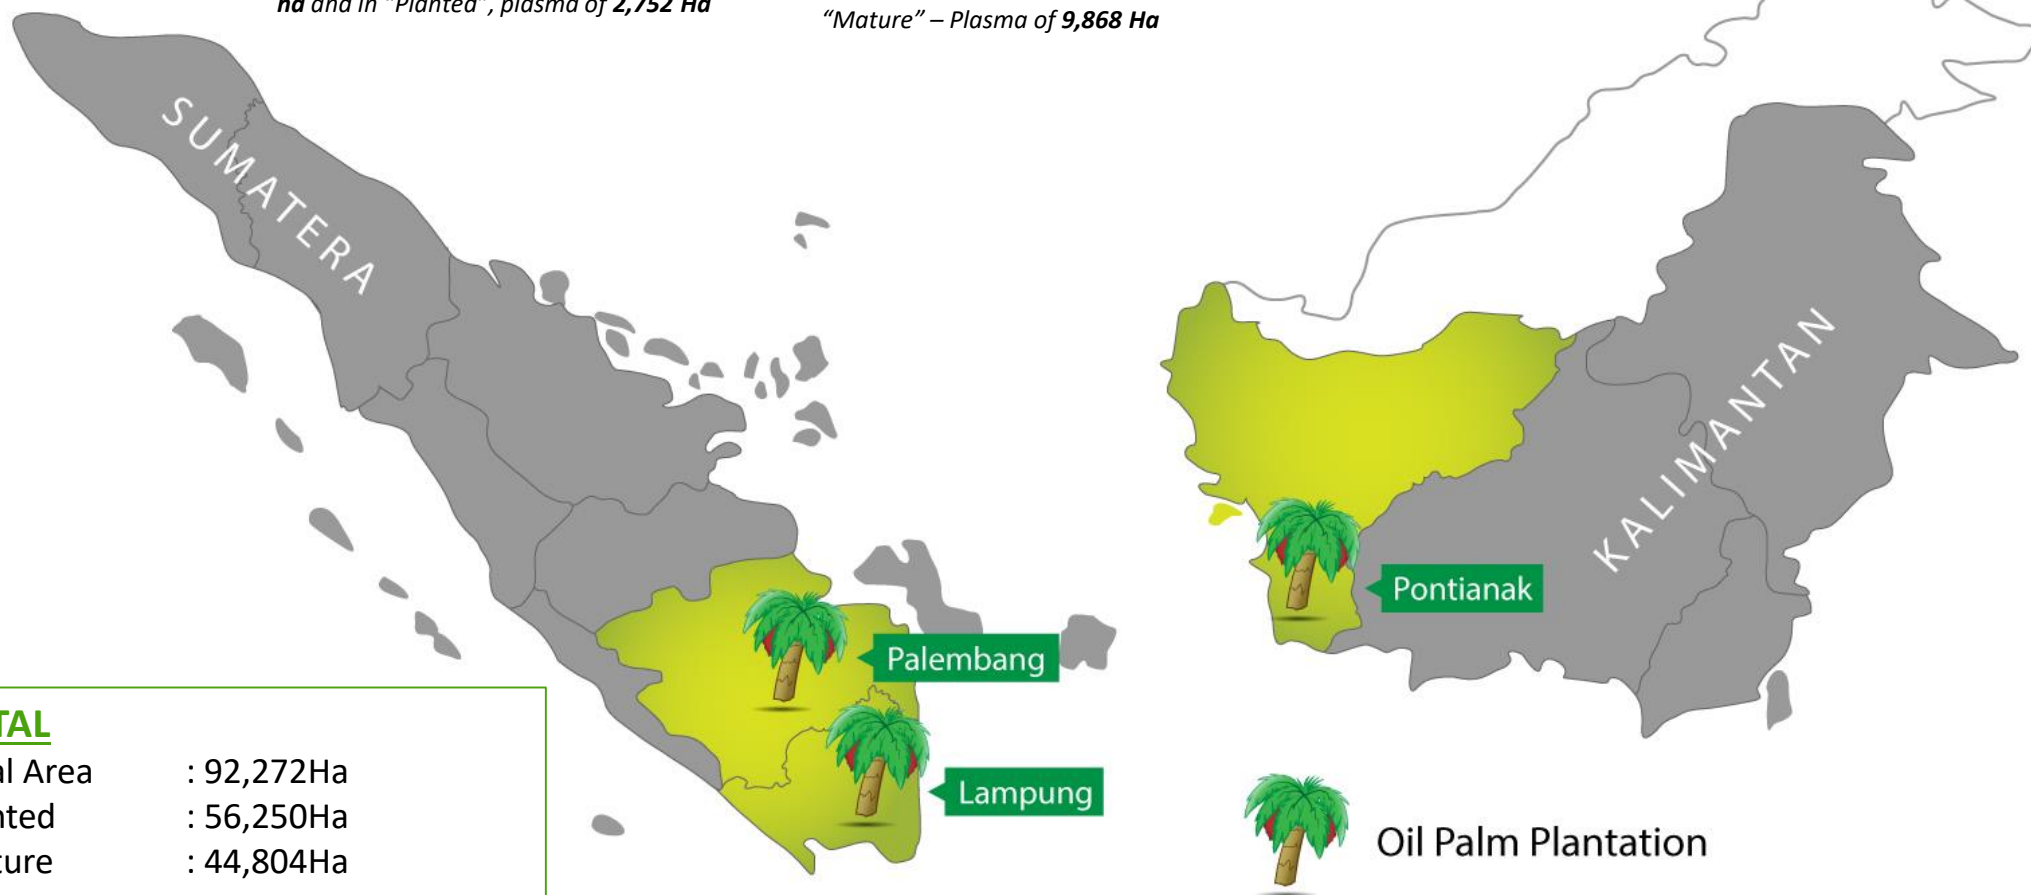 ha and in "Planted", plasma of 2,752 Ha
"Mature" – Plasma of 9,868 Ha
SUMATERA
KALIMANTAN
Pontianak
Palembang
Lampung
TAL
al Area : 92,272Ha
nted : 56,250Ha
ture : 44,804Ha
Oil Palm Plantation